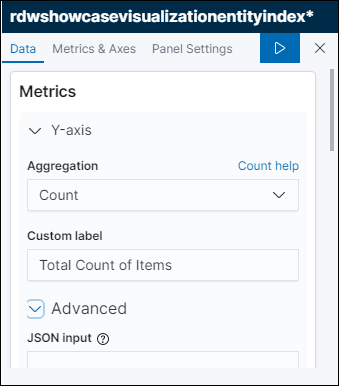 rdwshowcasevisualizationentityindex*
Data Metrics & Axes Panel Settings
Metrics
Y-axis
Aggregation Count help
Count
Custom label
Total Count of Items
Advanced
JSON input